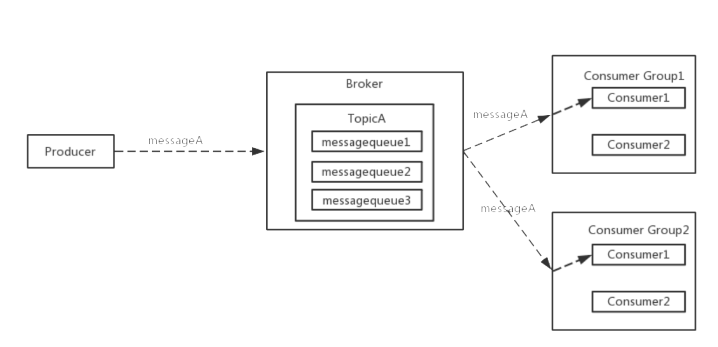 Producer
messageA
Broker
TopicA
messagequeue1
messagequeue2
messagequeue3
messageA
messageA
Consumer Group1
Consumer1
Consumer2
Consumer Group2
Consumer1
Consumer2